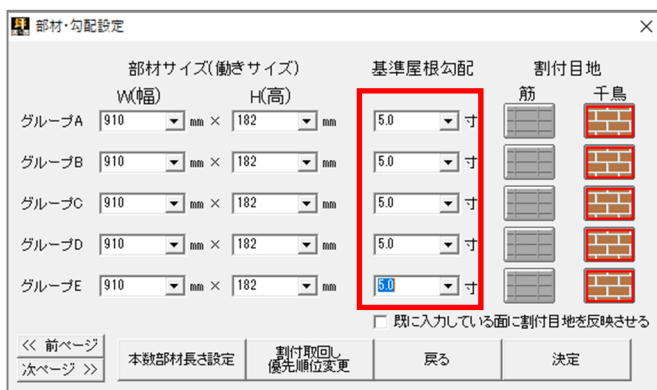 部材・勾配設定
部材サイズ(働きサイズ) 基準屋根勾配 割付目地
W(幅) H(高) 筋 千鳥
グループA 910 mm × 182 mm 5.0 寸
グループB 910 mm × 182 mm 5.0 寸
グループC 910 mm × 182 mm 5.0 寸
グループD 910 mm × 182 mm 5.0 寸
グループE 910 mm × 182 mm 5.0 寸
既に入力している面に割付目地を反映させる
<< 前ページ
次ページ >>
本数部材長さ設定
割付取回し
優先順位変更
戻る
決定